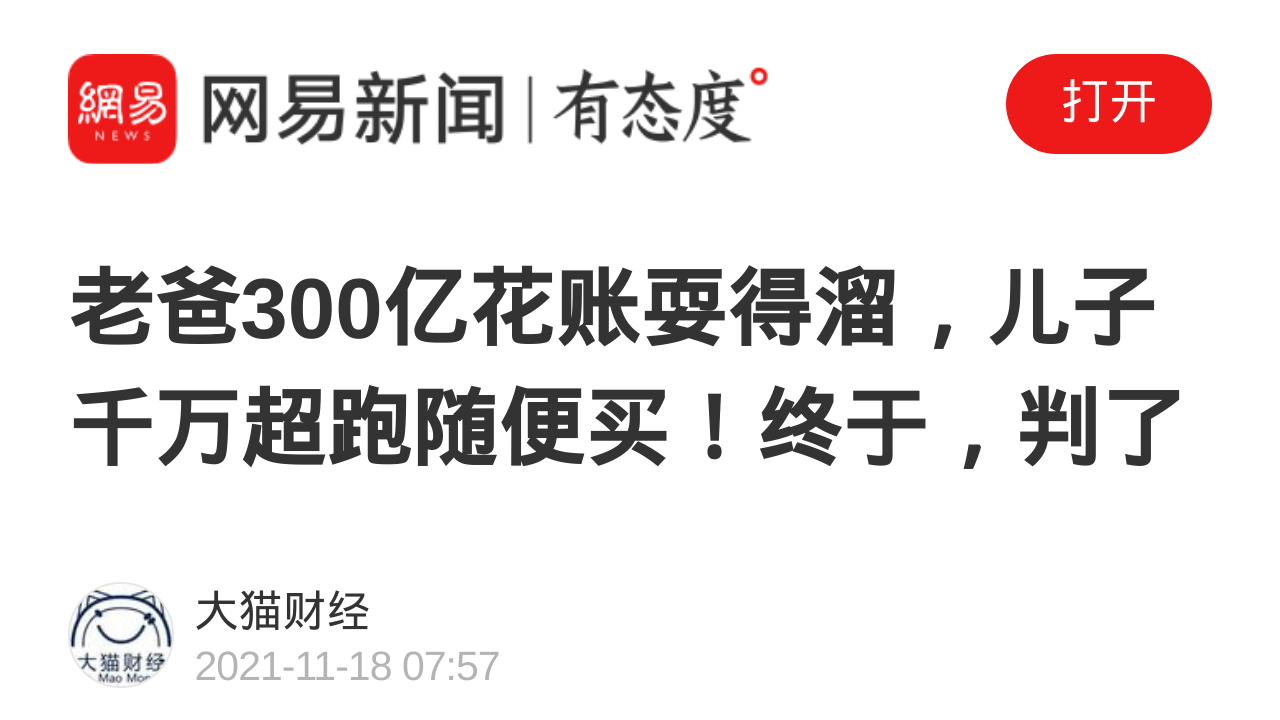 網易
NEWS
网易新闻 | 有态度°
打开
老爸300亿花账耍得溜，儿子
千万超跑随便买！终于，判了
大猫财经
2021-11-18 07:57
大猫财经
Mao Mon